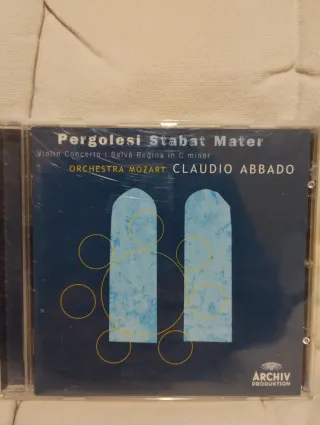 Pergolesi Stabat Mater
Violin Concerto | Salve Regina in C minor
ORCHESTRA MOZART CLAUDIO ABBADO
ARCHIV
PRODUKTION